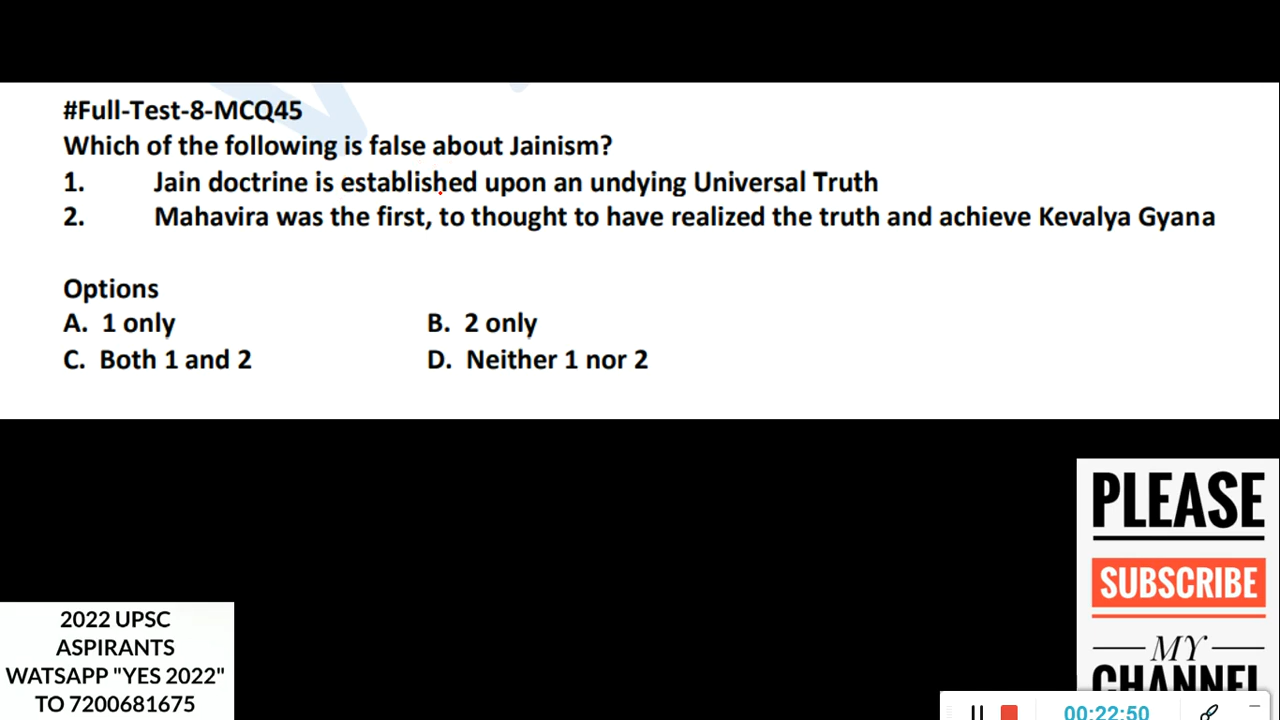 #Full-Test-8-MCQ45
Which of the following is false about Jainism?
1. Jain doctrine is established upon an undying Universal Truth
2. Mahavira was the first, to thought to have realized the truth and achieve Kevalya Gyana
Options
A. 1 only B. 2 only
C. Both 1 and 2 D. Neither 1 nor 2
PLEASE
SUBSCRIBE
MY
CHANNEL
2022 UPSC
ASPIRANTS
WATSAPP "YES 2022"
TO 7200681675
00:22:50